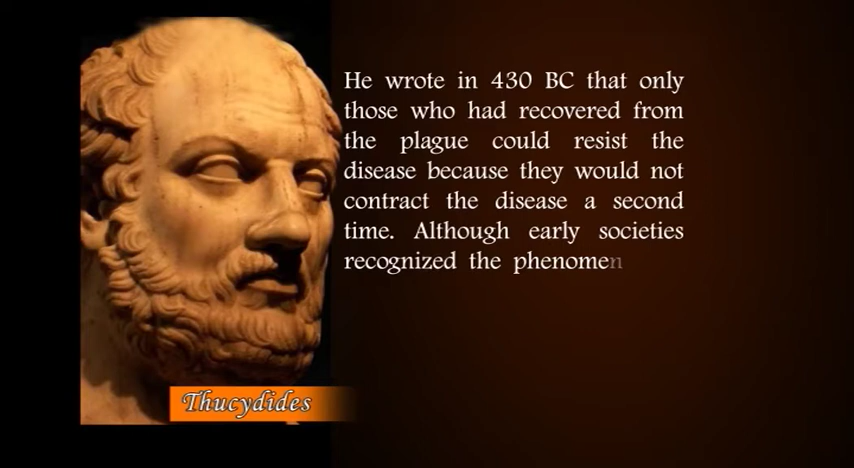 He wrote in 430 BC that only
those who had recovered from
the plague could resist the
disease because they would not
contract the disease a second
time. Although early societies
recognized the phenomen
Thucydides